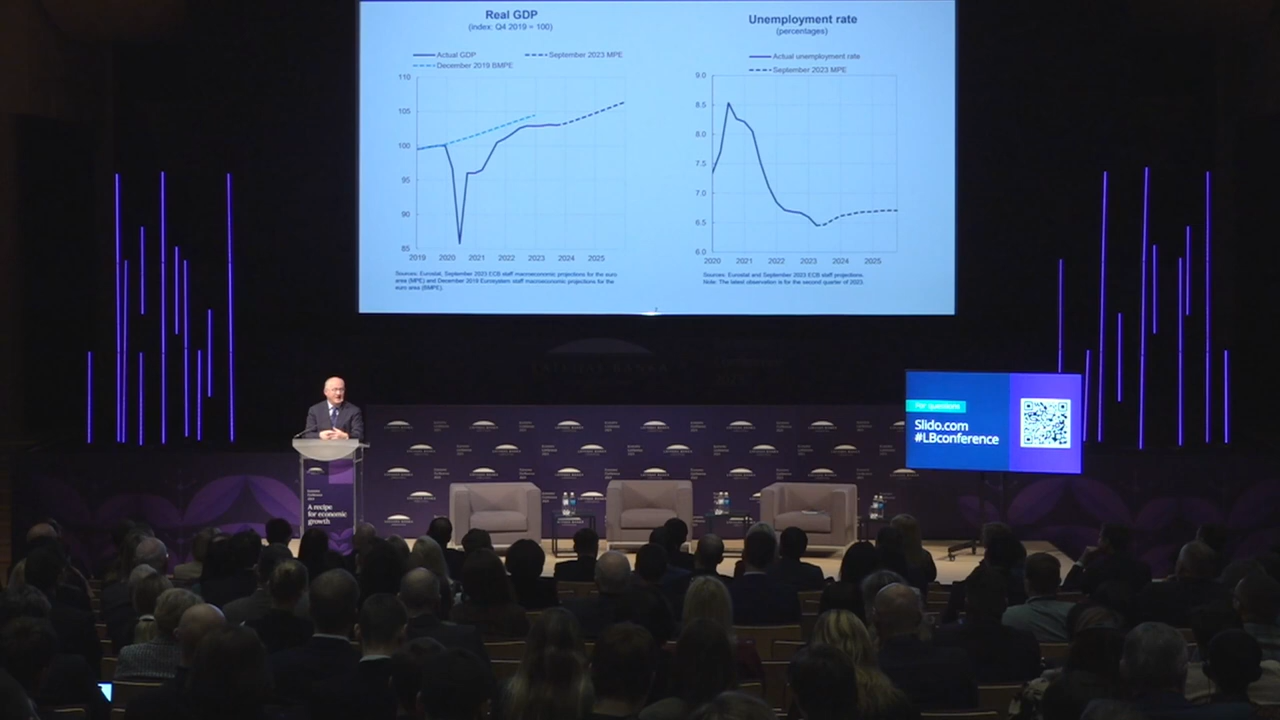 Real GDP
(index: Q4 2019 = 100)
Actual GDP
September 2023 MPE
December 2019 BMPE
110
105
100
95
90
85
2019 2020 2021 2022 2023 2024 2025
Sources: Eurostat, September 2023 ECB staff macroeconomic projections for the euro
area (MPE) and December 2019 Eurosystem staff macroeconomic projections for the
euro area (BMPE).
Unemployment rate
(percentages)
Actual unemployment rate
September 2023 MPE
9.0
8.5
8.0
7.5
7.0
6.5
6.0
2020 2021 2022 2023 2024 2025
Sources: Eurostat and September 2023 ECB staff projections.
Note: The latest observation is for the second quarter of 2023.
For questions
Slido.com
#LBconference
A recipe
for economic
growth
LATVIJAS BANKA